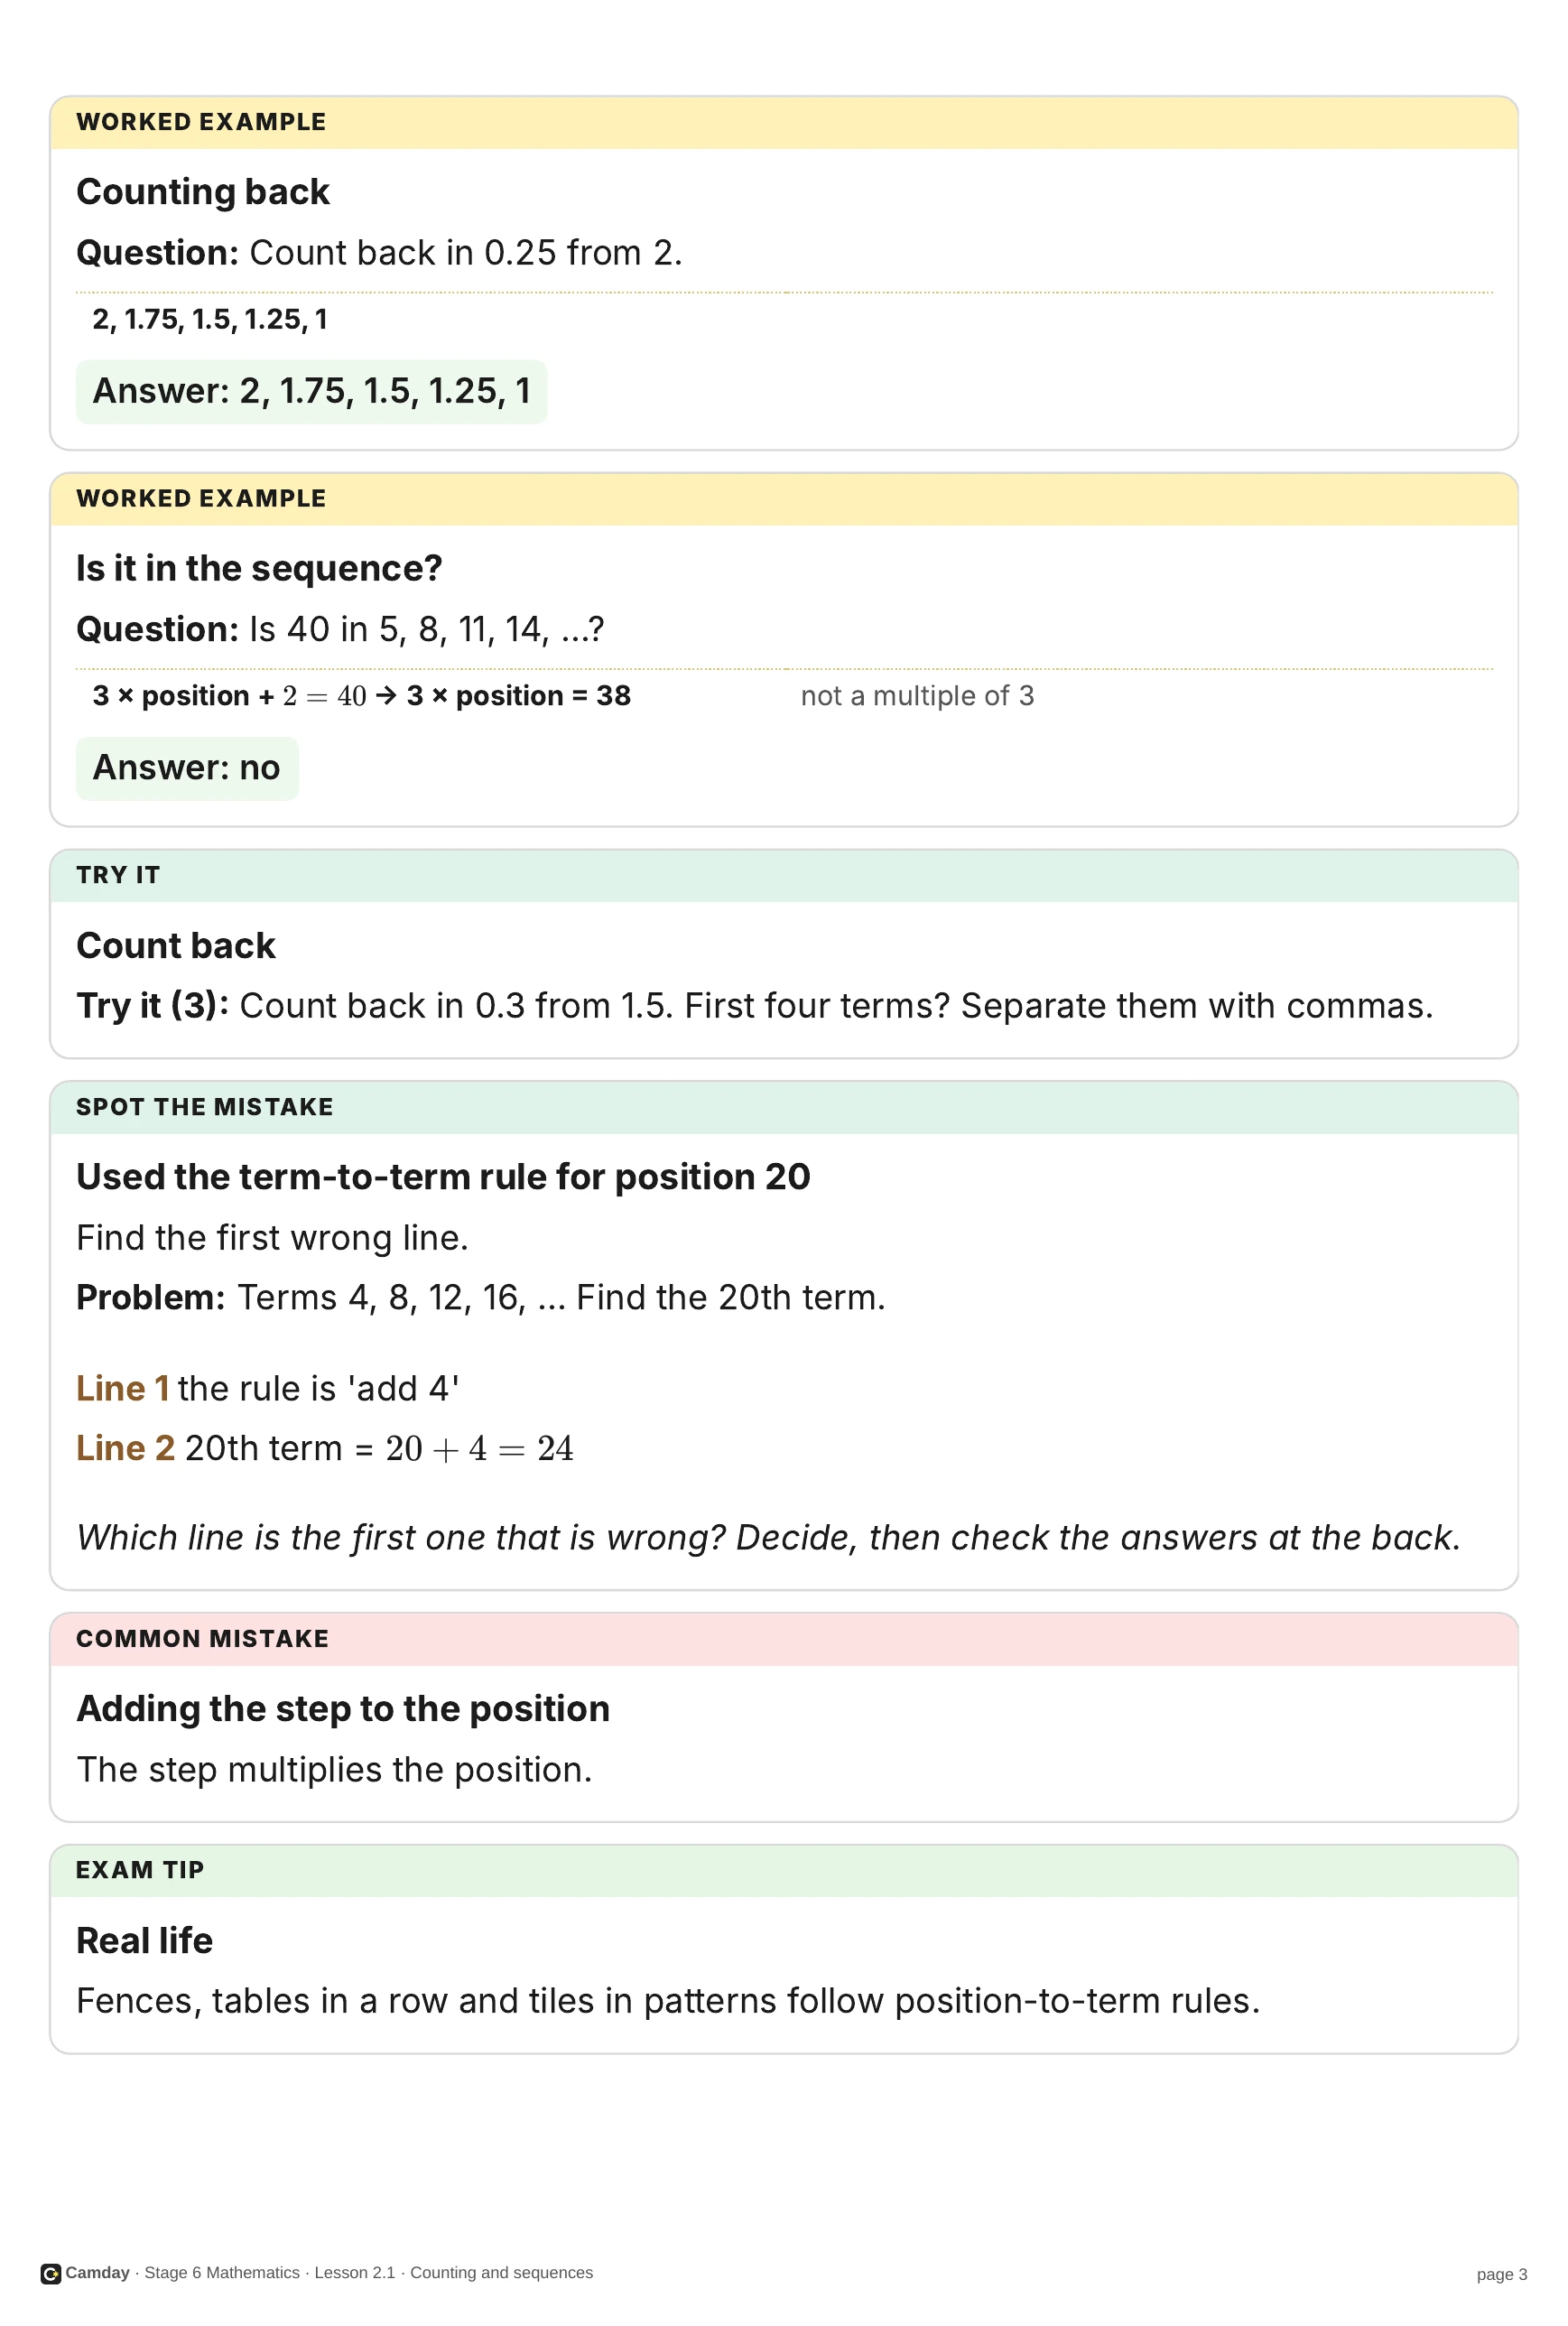 WORKED EXAMPLE
Counting back
Question: Count back in 0.25 from 2.
2, 1.75, 1.5, 1.25, 1
Answer: 2, 1.75, 1.5, 1.25, 1
WORKED EXAMPLE
Is it in the sequence?
Question: Is 40 in 5, 8, 11, 14, ...?
3 × position + 2 = 40 → 3 × position = 38 not a multiple of 3
Answer: no
TRY IT
Count back
Try it (3): Count back in 0.3 from 1.5. First four terms? Separate them with commas.
SPOT THE MISTAKE
Used the term-to-term rule for position 20
Find the first wrong line.
Problem: Terms 4, 8, 12, 16, ... Find the 20th term.
Line 1 the rule is 'add 4'
Line 2 20th term = 20 + 4 = 24
Which line is the first one that is wrong? Decide, then check the answers at the back.
COMMON MISTAKE
Adding the step to the position
The step multiplies the position.
EXAM TIP
Real life
Fences, tables in a row and tiles in patterns follow position-to-term rules.
Camday · Stage 6 Mathematics · Lesson 2.1 · Counting and sequences page 3